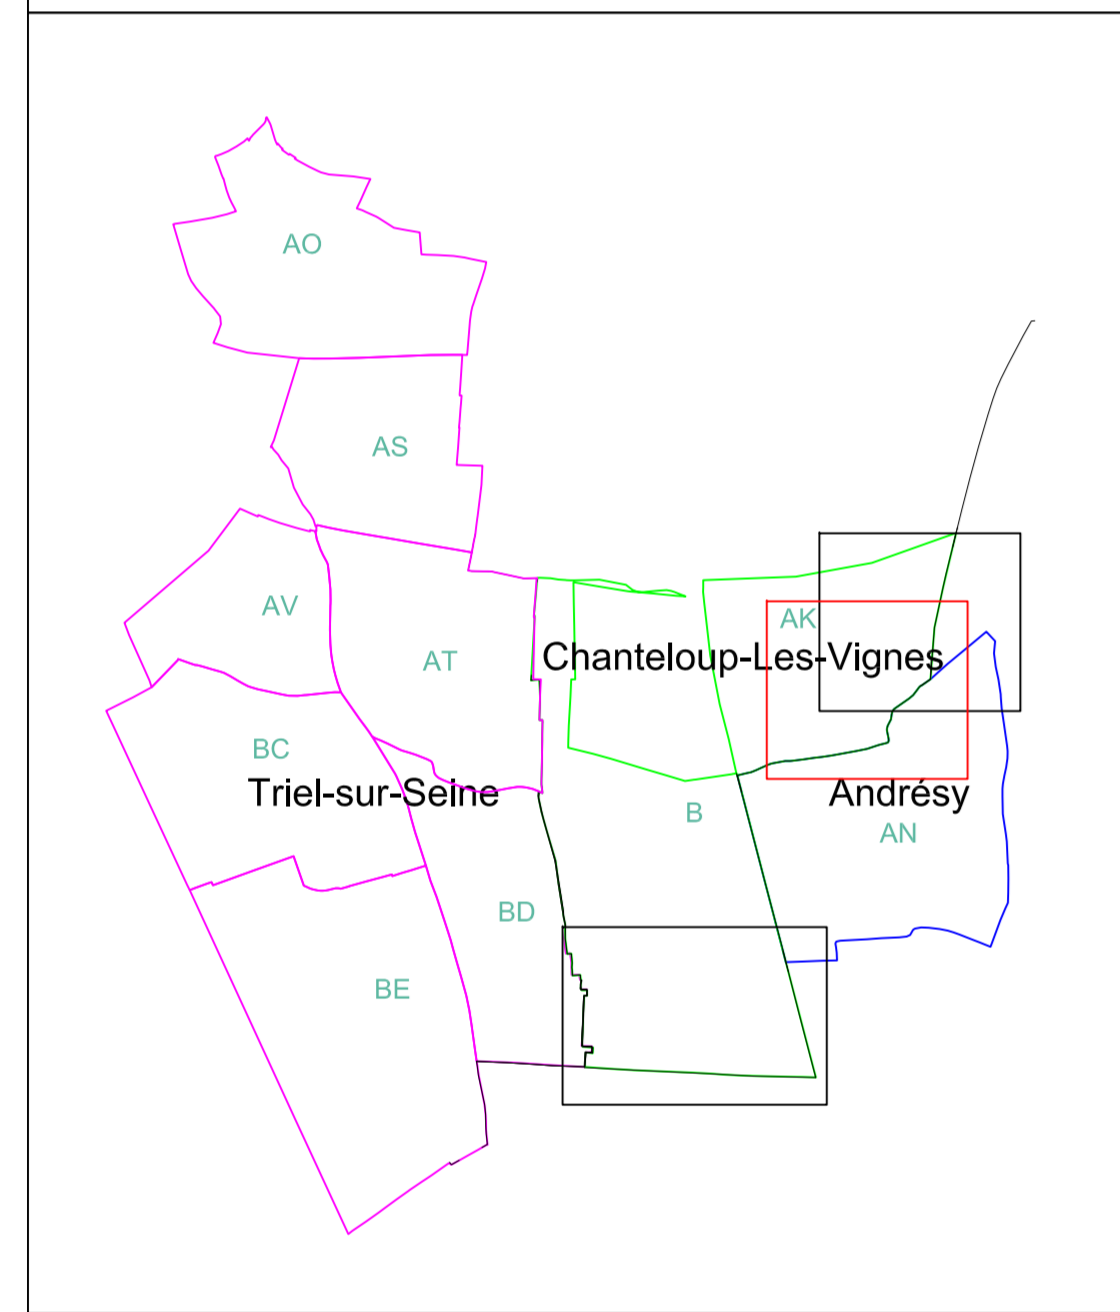 AO
AS
AV
AK
AT
Chanteloup-Les-Vignes
BC
Triel-sur-Seine
Andrésy
B
AN
BD
BE